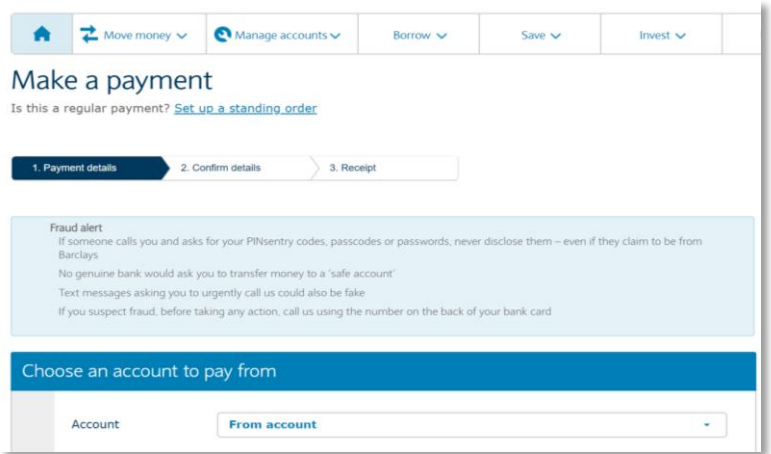 Move money Manage accounts Borrow Save Invest
Make a payment
Is this a regular payment? Set up a standing order
1. Payment details 2. Confirm details 3. Receipt
Fraud alert
If someone calls you and asks for your PINsentry codes, passcodes or passwords, never disclose them – even if they claim to be from
Barclays
No genuine bank would ask you to transfer money to a 'safe account'
Text messages asking you to urgently call us could also be fake
If you suspect fraud, before taking any action, call us using the number on the back of your bank card
Choose an account to pay from
Account From account